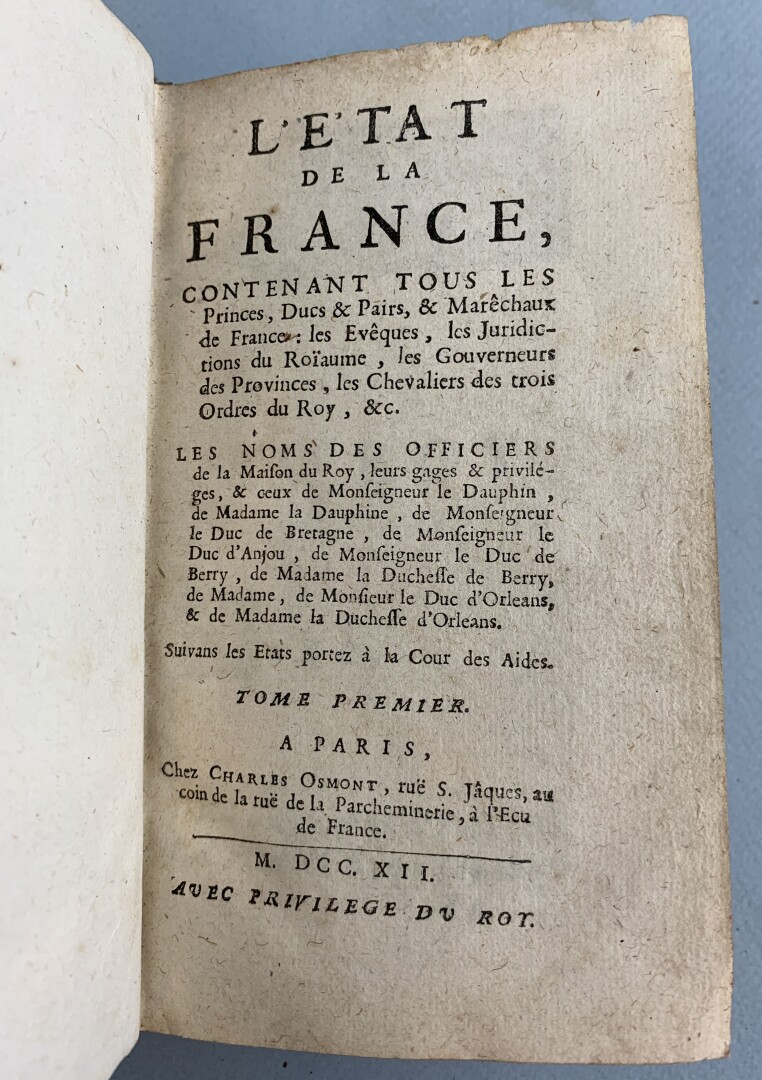 L'ETAT
DE LA
FRANCE,
CONTENANT TOUS LES
Princes, Ducs & Pairs, & Marêchaux
de France : les Evêques, les Juridic-
tions du Roïaume, les Gouverneurs
des Provinces, les Chevaliers des trois
Ordres du Roy, &c.
LES NOMS DES OFFICIERS
de la Maiſon du Roy, leurs gages & privilé-
ges, & ceux de Monſeigneur le Dauphin,
de Madame la Dauphine, de Monſeigneur
le Duc de Bretagne, de Monſeigneur le
Duc d'Anjou, de Monſeigneur le Duc de
Berry, de Madame la Ducheſſe de Berry,
de Madame, de Monſieur le Duc d'Orleans,
& de Madame la Ducheſſe d'Orleans.
Suivans les Etats portez à la Cour des Aides.
TOME PREMIER.
A PARIS,
Chez CHARLES OSMONT, ruë S. Jâques, au
coin de la ruë de la Parcheminerie, à l'Ecu
de France.
M. DCC. XII.
AVEC PRIVILEGE DU ROY.